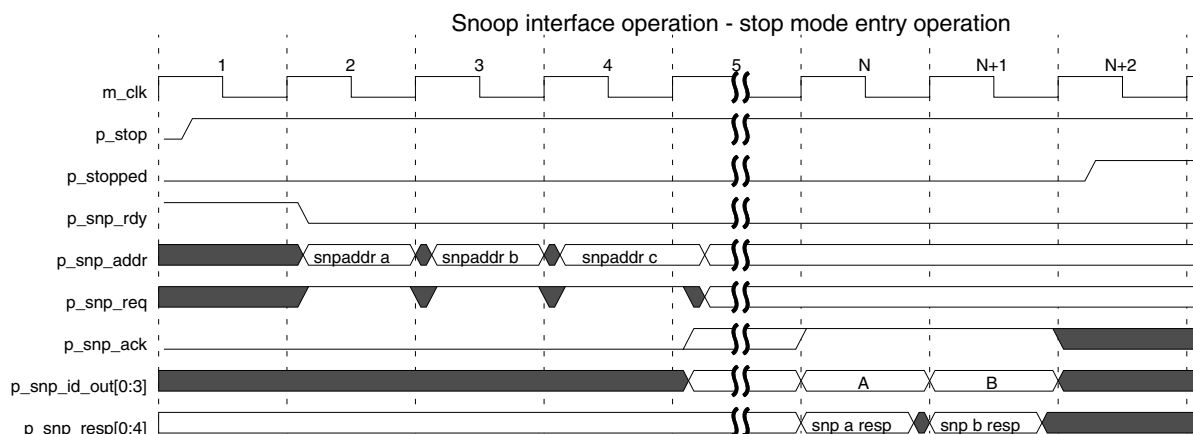 Snoop interface operation - stop mode entry operation
1 2 3 4 5 N N+1 N+2
m_clk
p_stop
p_stopped
p_snp_rdy
p_snp_addr snpaddr a snpaddr b snpaddr c
p_snp_req
p_snp_ack
p_snp_id_out[0:3] A B
p_snp_resp[0:4] snp a resp snp b resp